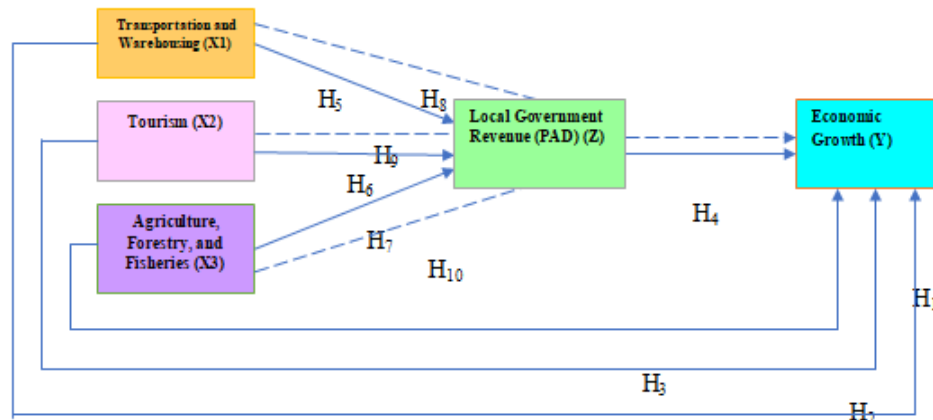 Transportation and
Warehousing (X1)
Tourism (X2)
Agriculture,
Forestry, and
Fisheries (X3)
Local Government
Revenue (PAD) (Z)
Economic
Growth (Y)
H₅
H₈
H₉
H₆
H₇
H₄
H₁₀
H₃
H₂